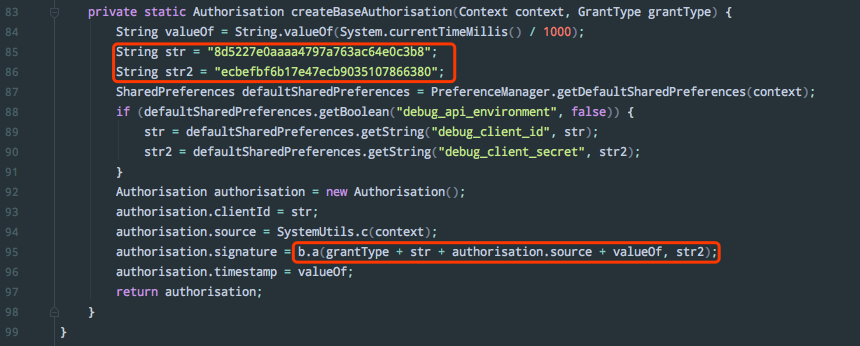 83 private static Authorisation createBaseAuthorisation(Context context, GrantType grantType) {
84 String valueOf = String.valueOf(System.currentTimeMillis() / 1000);
85 String str = "8d5227e0aaaa4797a763ac64e0c3b8";
86 String str2 = "ecbefbf6b17e47ecb9035107866380";
87 SharedPreferences defaultSharedPreferences = PreferenceManager.getDefaultSharedPreferences(context);
88 if (defaultSharedPreferences.getBoolean("debug_api_environment", false)) {
89 str = defaultSharedPreferences.getString("debug_client_id", str);
90 str2 = defaultSharedPreferences.getString("debug_client_secret", str2);
91 }
92 Authorisation authorisation = new Authorisation();
93 authorisation.clientId = str;
94 authorisation.source = SystemUtils.c(context);
95 authorisation.signature = b.a(grantType + str + authorisation.source + valueOf, str2);
96 authorisation.timestamp = valueOf;
97 return authorisation;
98 }
99 }